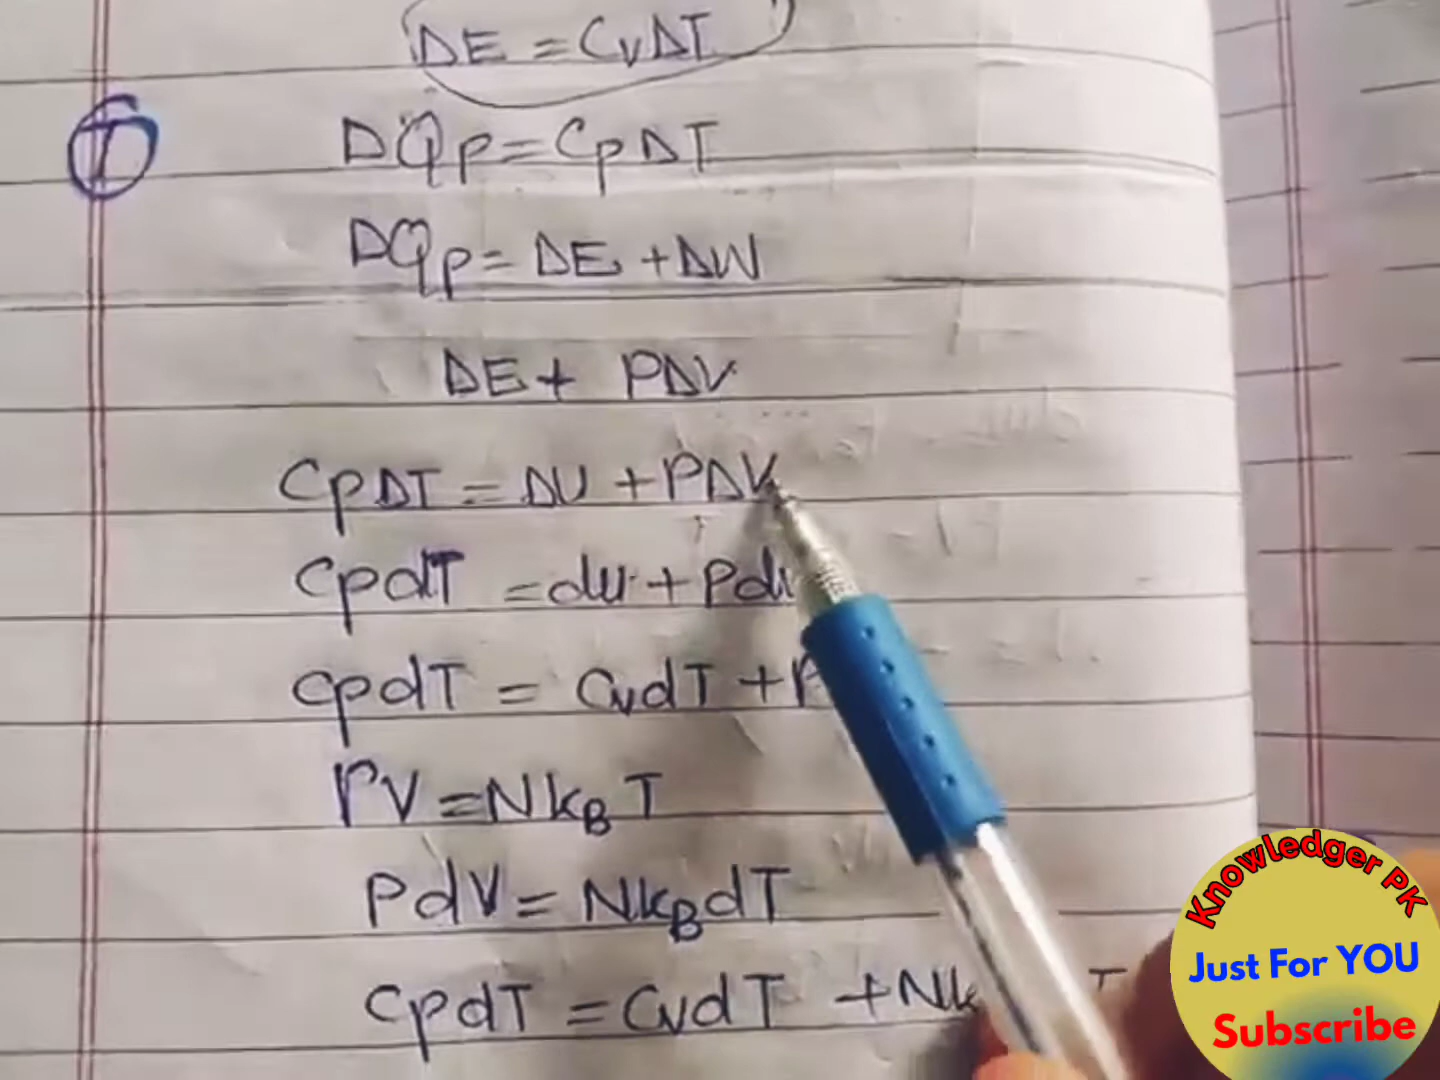 ΔE = CvΔT
I
ΔQp = CpΔT
ΔQp = ΔE + ΔW
ΔE + PΔV
CpΔT = ΔU + PΔV
CpdT = du + Pdv
CpdT = CvdT + P
PV = NkBT
PdV = NkBdT
CpdT = CvdT + Nk T
Knowledger PK
Just For YOU
Subscribe